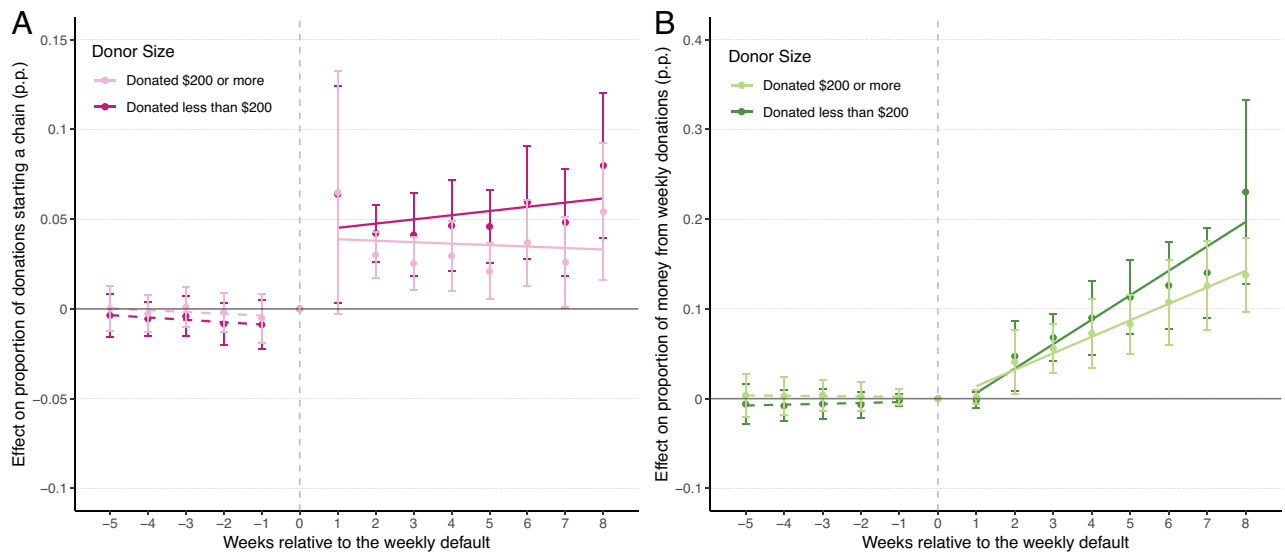 A
Effect on proportion of donations starting a chain (p.p.)
0.15
0.1
0.05
0
−0.05
−0.1
Donor Size
Donated $200 or more
Donated less than $200
−5 −4 −3 −2 −1 0 1 2 3 4 5 6 7 8
Weeks relative to the weekly default
B
Effect on proportion of money from weekly donations (p.p.)
0.4
0.3
0.2
0.1
0
−0.1
Donor Size
Donated $200 or more
Donated less than $200
−5 −4 −3 −2 −1 0 1 2 3 4 5 6 7 8
Weeks relative to the weekly default